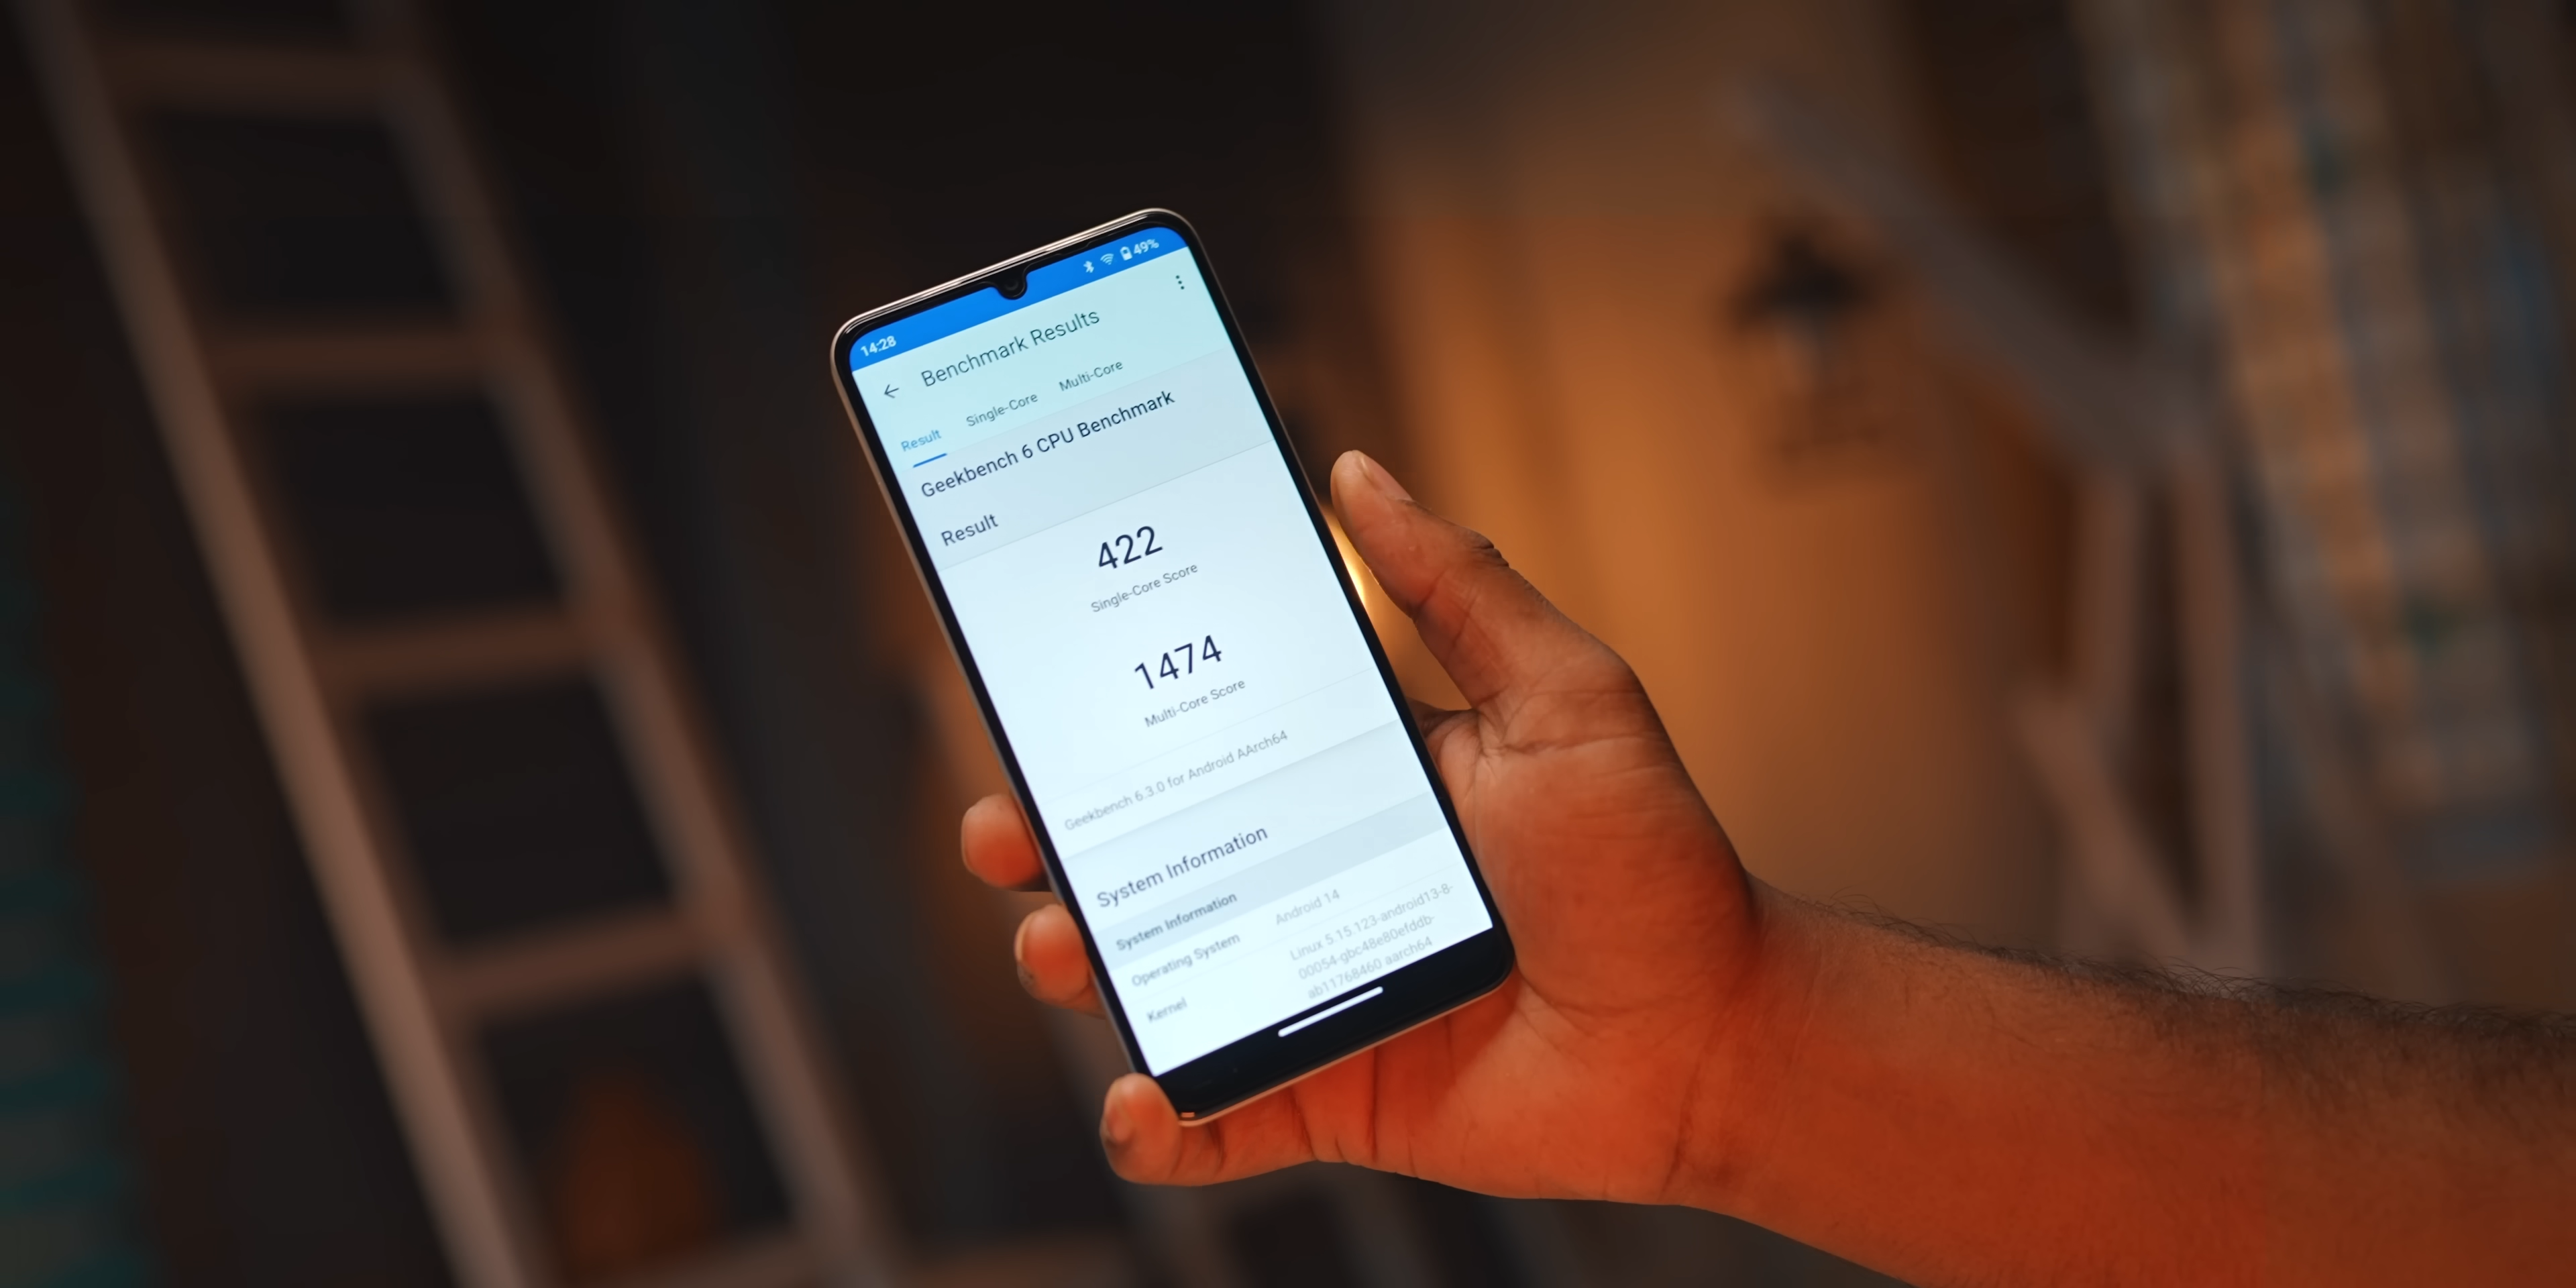 14:28 49%
Benchmark Results
Result Single-Core Multi-Core
Geekbench 6 CPU Benchmark
Result
422
Single-Core Score
1474
Multi-Core Score
Geekbench 6.3.0 for Android AArch64
System Information
System Information
Operating System Android 14
Kernel Linux 5.15.123-android13-8-
00054-gbc48e80efddb-
ab11768460 aarch64